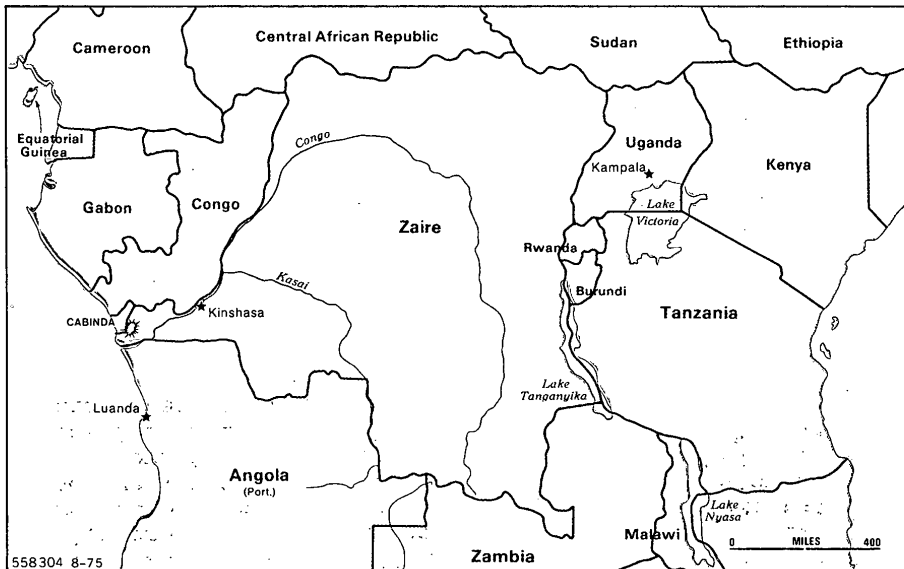 Cameroon
Central African Republic
Sudan
Ethiopia
Equatorial
Guinea
Congo
Uganda
Kampala
Kenya
Gabon
Congo
Zaire
Lake
Victoria
Rwanda
Kasai
Burundi
Kinshasa
CABINDA
Tanzania
Lake
Tanganyika
Luanda
Angola
(Port.)
Lake
Nyasa
Malawi
Zambia
0 MILES 400
558304 8-75